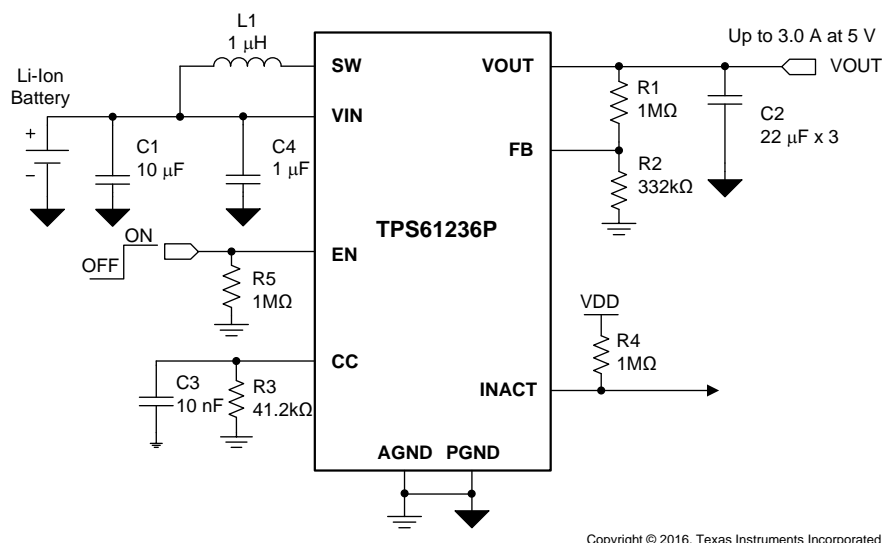 L1
1 μH
Up to 3.0 A at 5 V
Li-Ion
Battery
SW
VOUT
VOUT
R1
1MΩ
C2
22 μF x 3
VIN
+
−
C1
10 μF
C4
1 μF
FB
R2
332kΩ
TPS61236P
ON
OFF
EN
R5
1MΩ
VDD
R4
1MΩ
CC
C3
10 nF
R3
41.2kΩ
INACT
AGND PGND
Copyright © 2016, Texas Instruments Incorporated